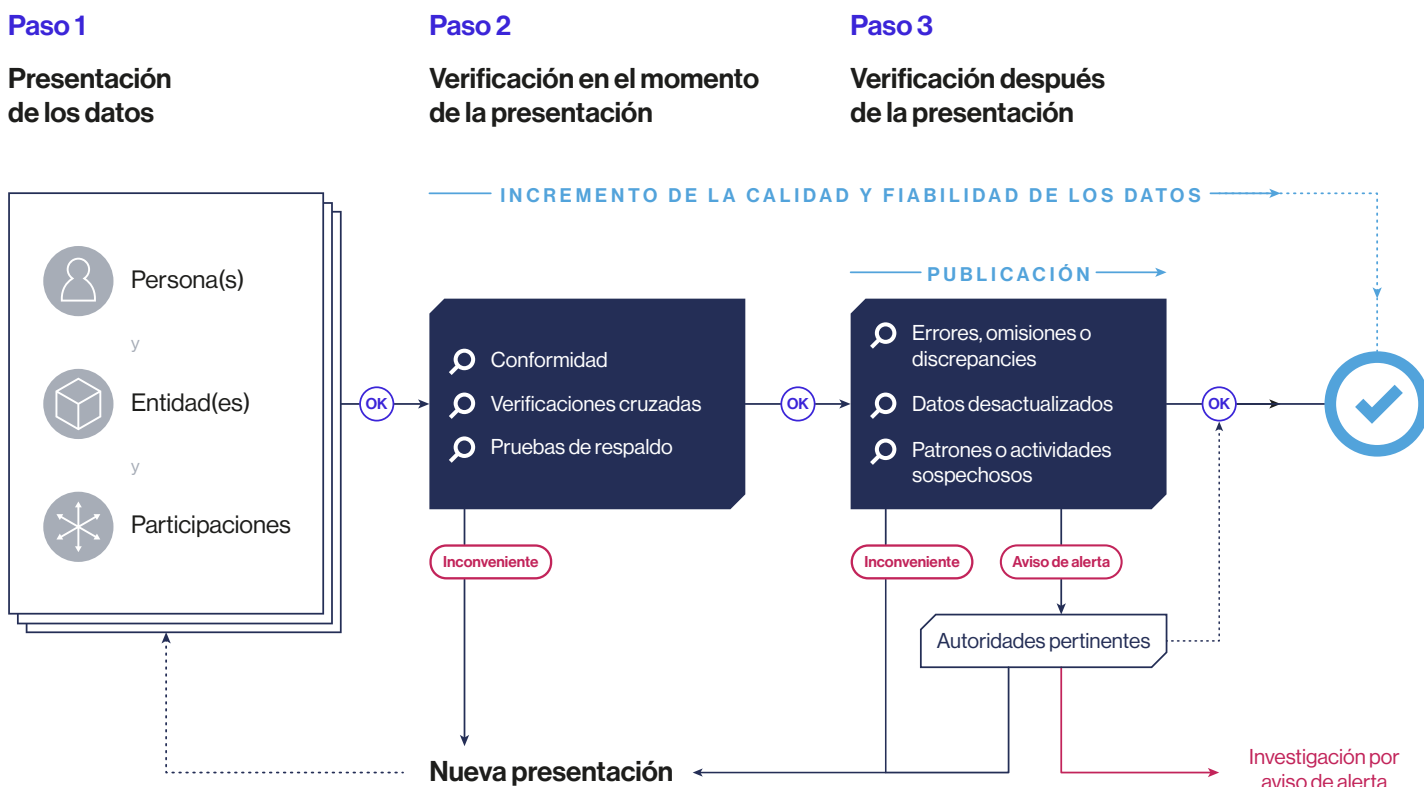 Paso 1
Presentación
de los datos
Paso 2
Verificación en el momento
de la presentación
Paso 3
Verificación después
de la presentación
INCREMENTO DE LA CALIDAD Y FIABILIDAD DE LOS DATOS
PUBLICACIÓN
Persona(s)
y
Entidad(es)
y
Participaciones
OK
Conformidad
Verificaciones cruzadas
Pruebas de respaldo
OK
Errores, omisiones o
discrepancies
Datos desactualizados
Patrones o actividades
sospechosos
OK
Inconveniente
Inconveniente
Aviso de alerta
Autoridades pertinentes
Nueva presentación
Investigación por
aviso de alerta